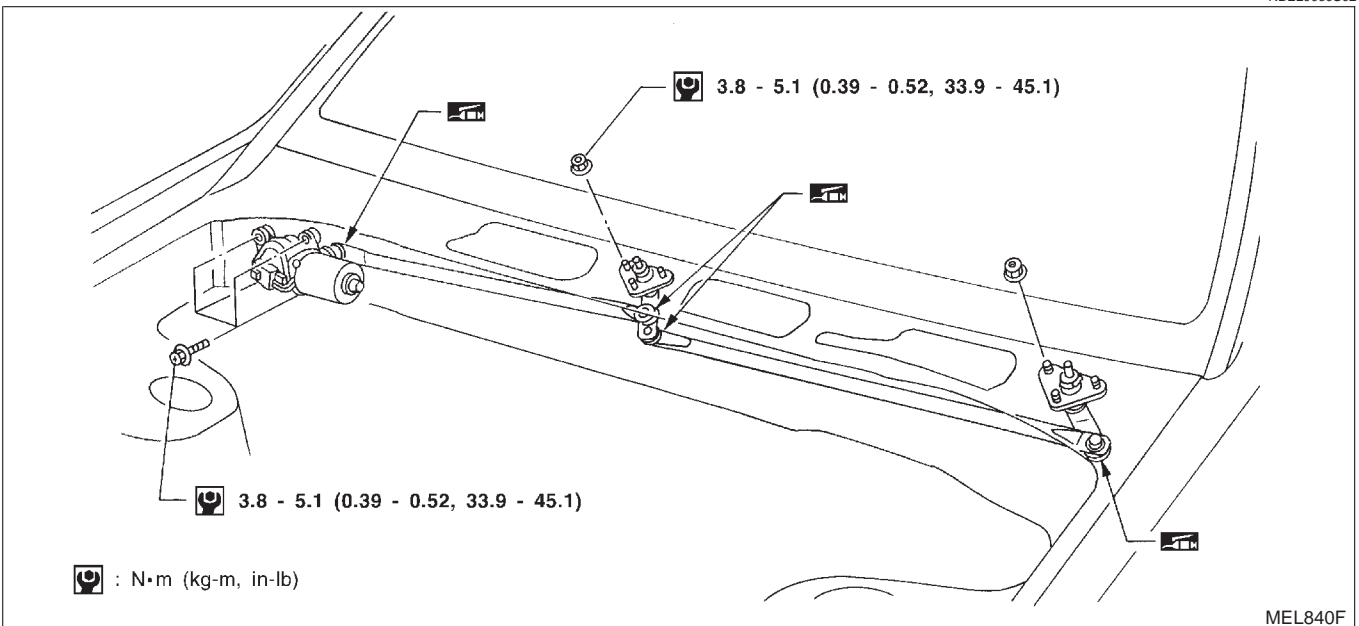 3.8 - 5.1 (0.39 - 0.52, 33.9 - 45.1)
3.8 - 5.1 (0.39 - 0.52, 33.9 - 45.1)
: N•m (kg-m, in-lb)
MEL840F